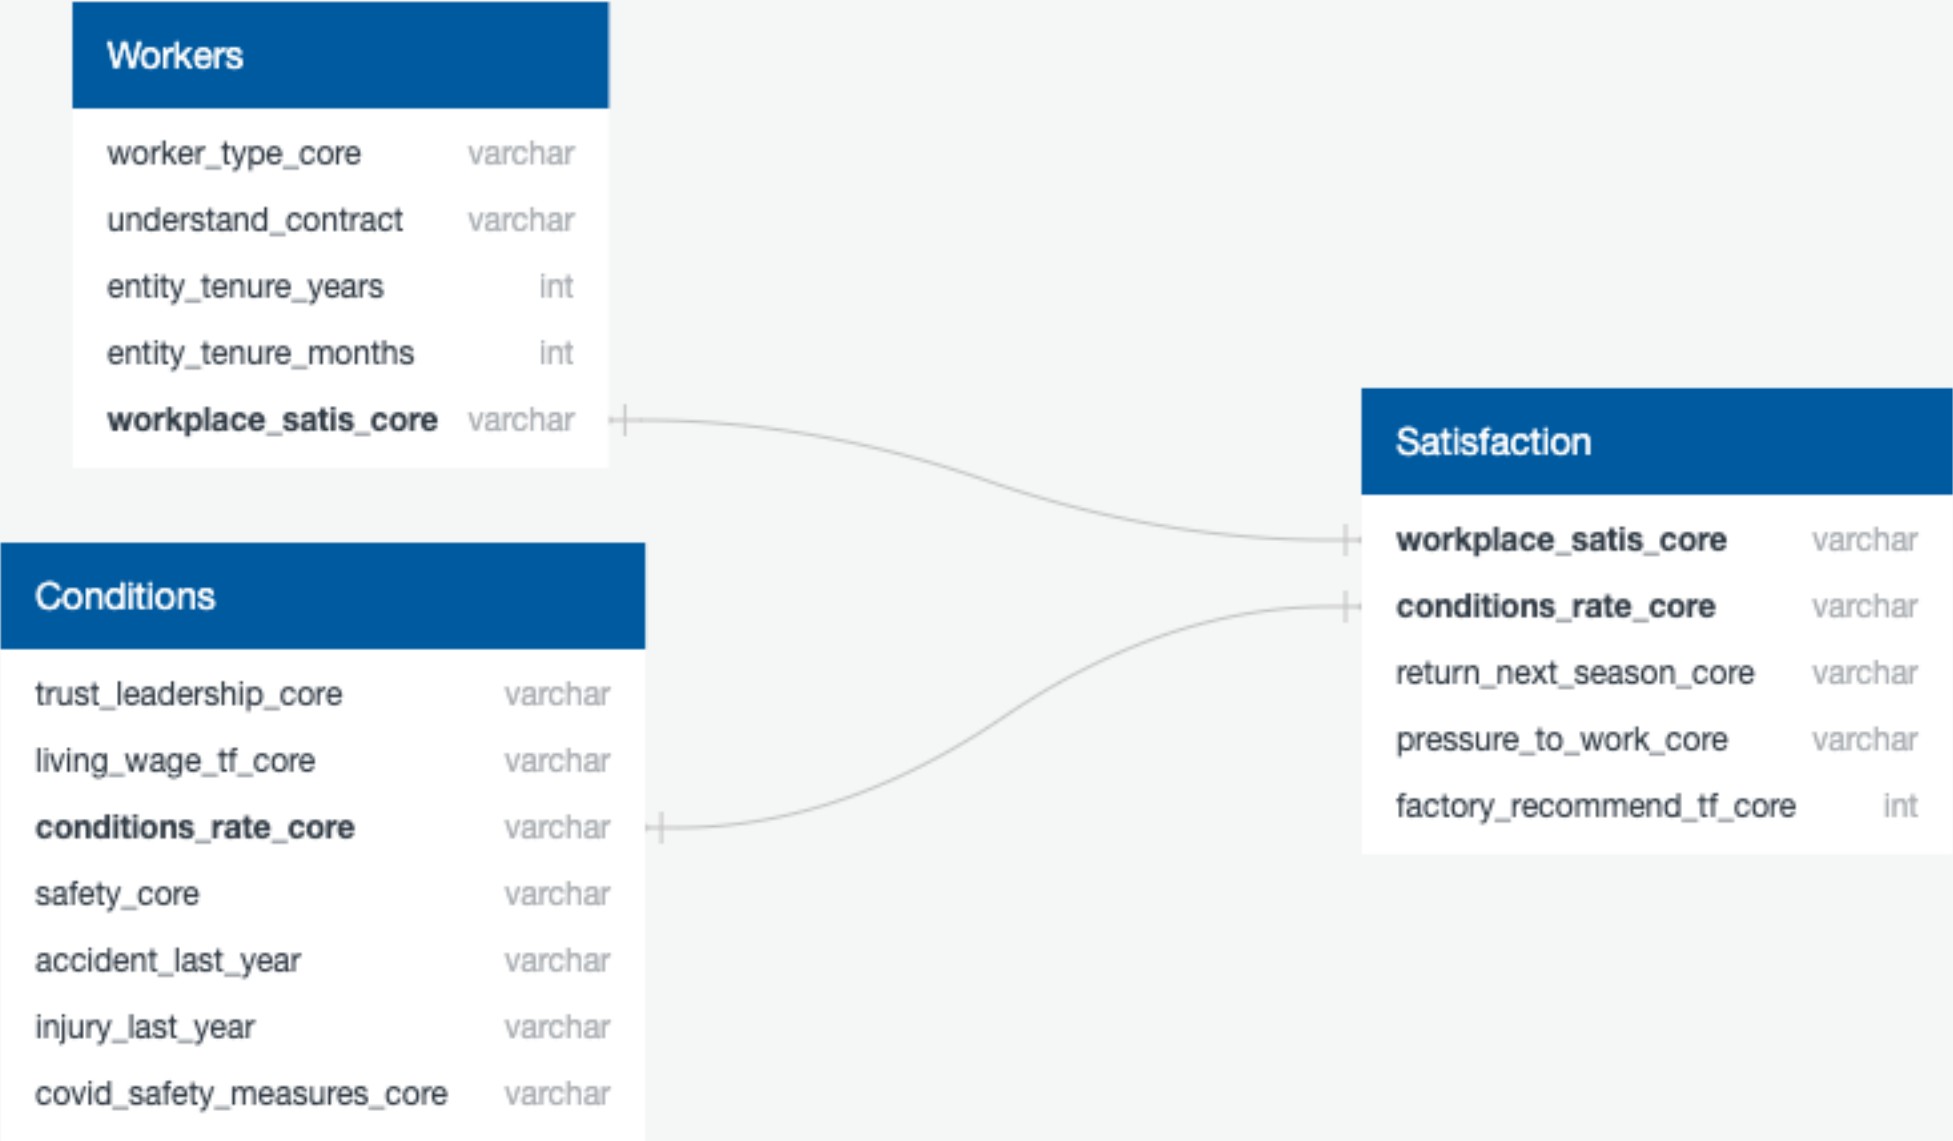 Workers
worker_type_core varchar
understand_contract varchar
entity_tenure_years int
entity_tenure_months int
workplace_satis_core varchar
Conditions
trust_leadership_core varchar
living_wage_tf_core varchar
conditions_rate_core varchar
safety_core varchar
accident_last_year varchar
injury_last_year varchar
covid_safety_measures_core varchar
Satisfaction
workplace_satis_core varchar
conditions_rate_core varchar
return_next_season_core varchar
pressure_to_work_core varchar
factory_recommend_tf_core int